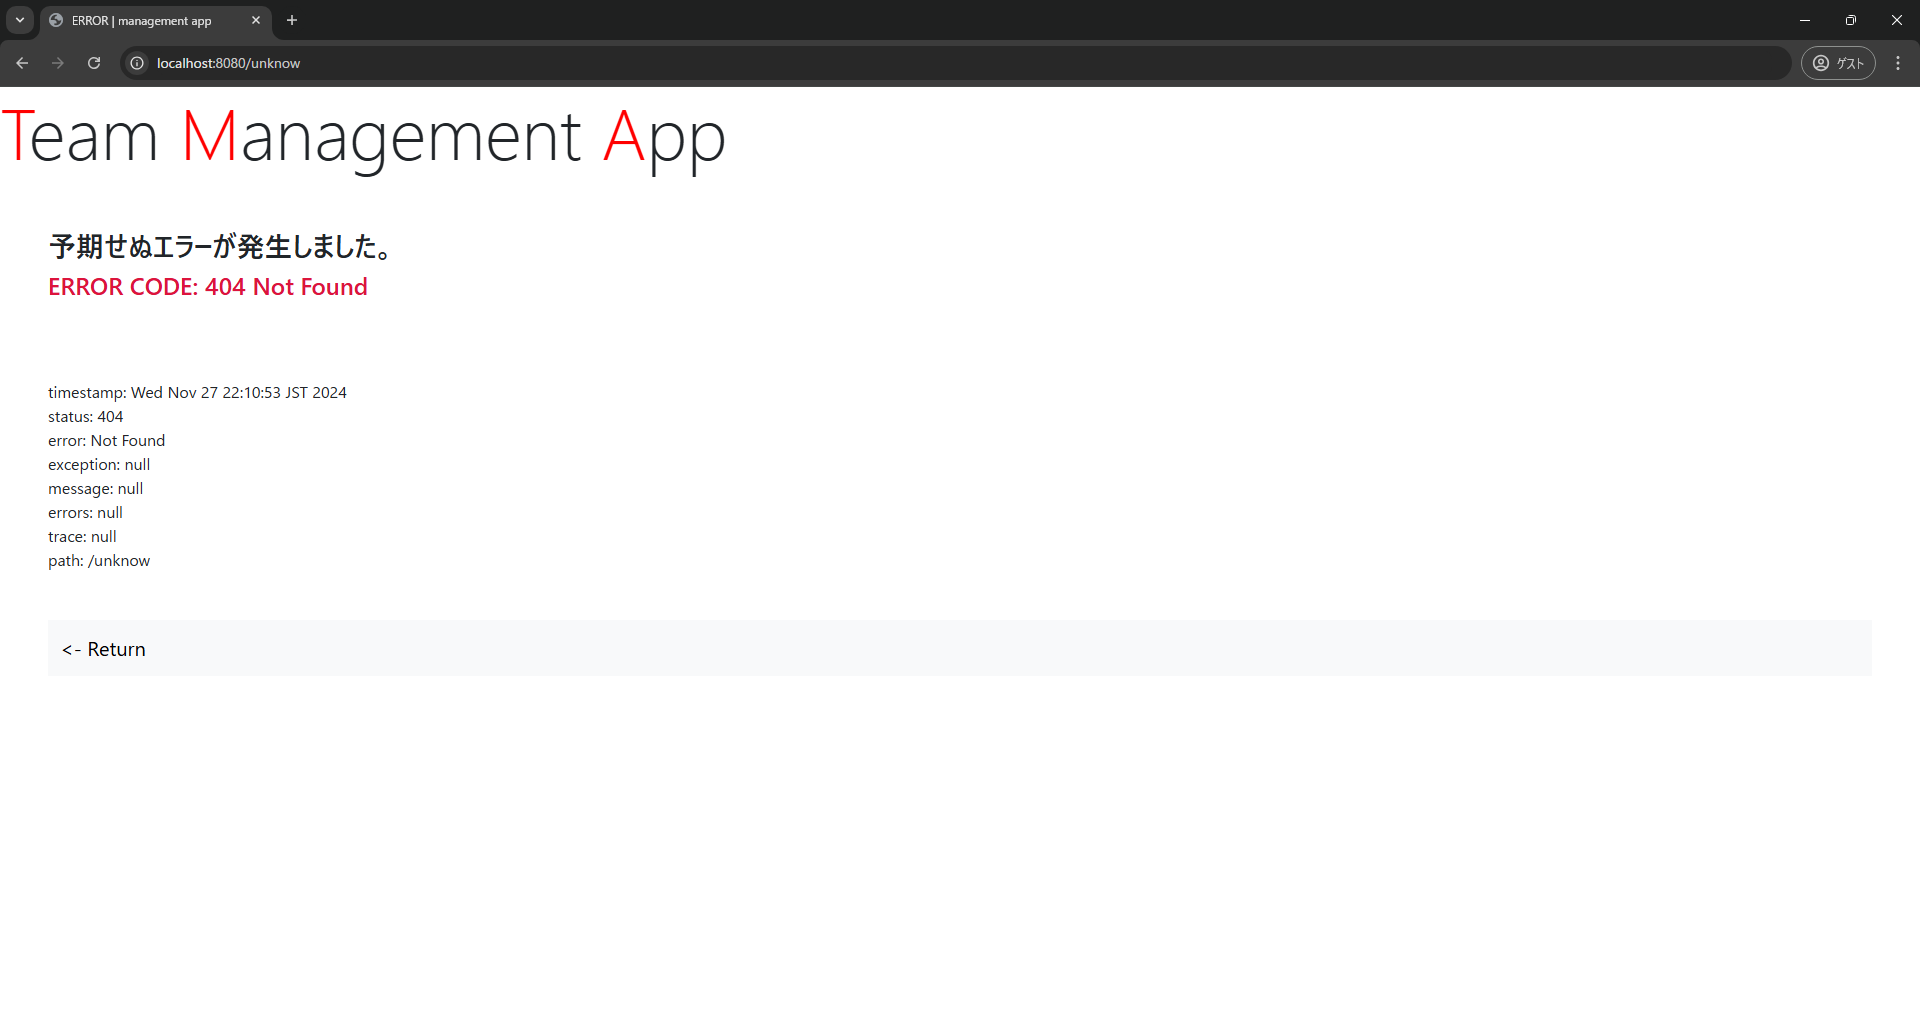 ERROR | management app
localhost:8080/unknow
ゲスト
Team Management App
予期せぬエラーが発生しました。
ERROR CODE: 404 Not Found
timestamp: Wed Nov 27 22:10:53 JST 2024
status: 404
error: Not Found
exception: null
message: null
errors: null
trace: null
path: /unknow
<- Return